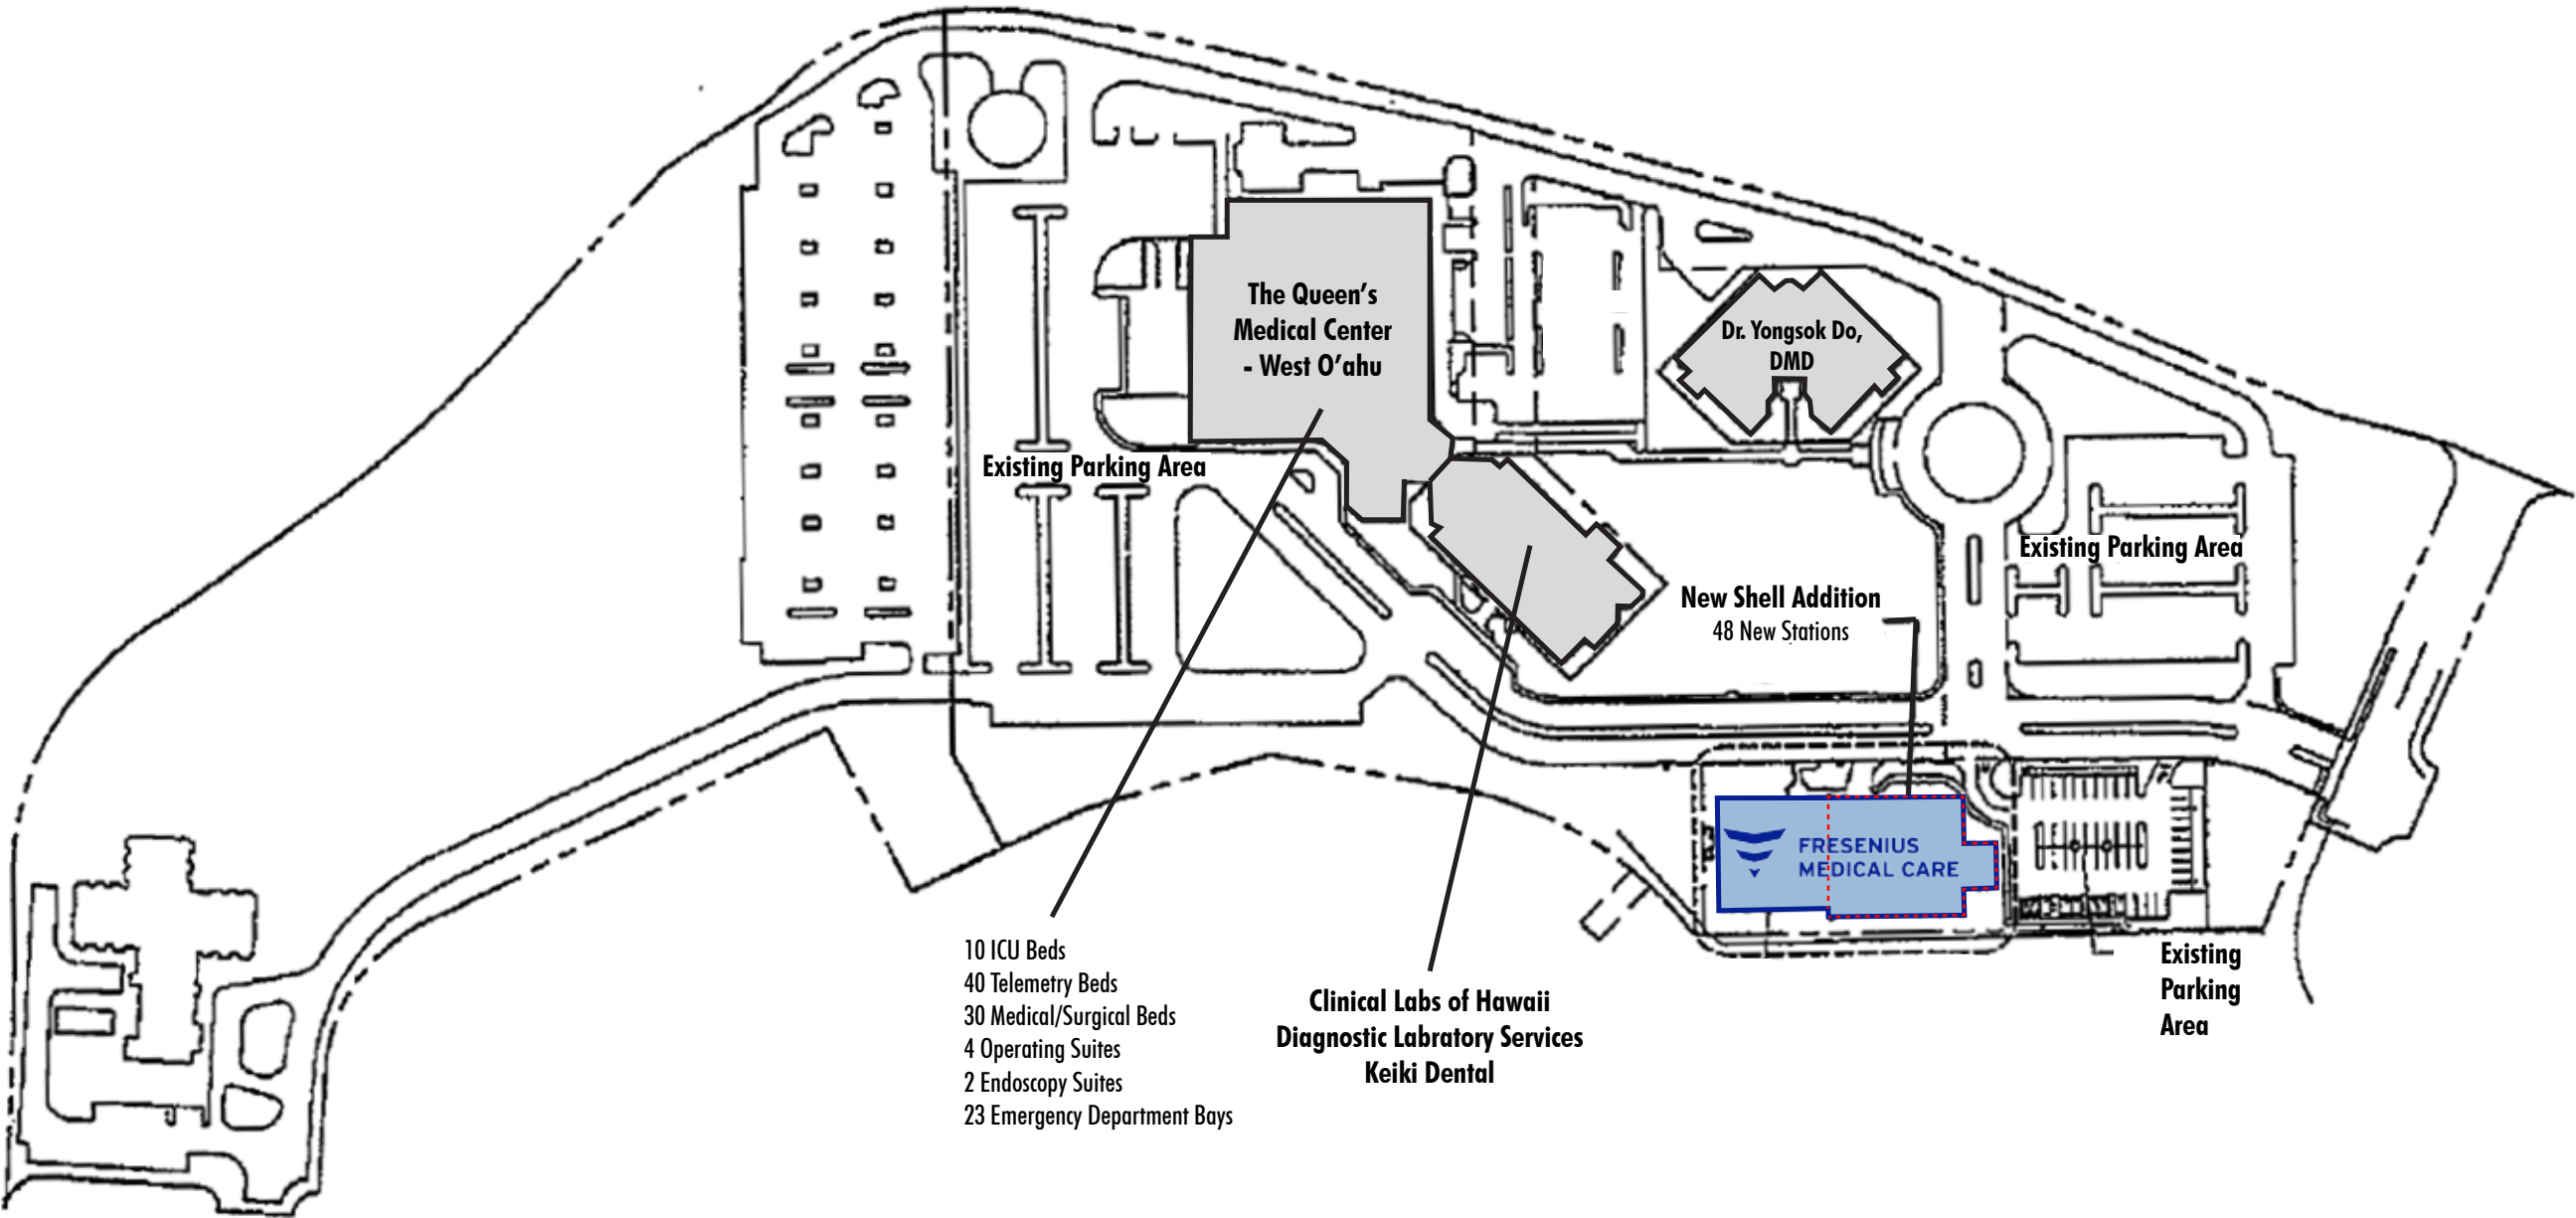 The Queen's
Medical Center
- West O'ahu
Dr. Yongsok Do,
DMD
Existing Parking Area
Existing Parking Area
New Shell Addition
48 New Stations
FRESENIUS
MEDICAL CARE
10 ICU Beds
40 Telemetry Beds
30 Medical/Surgical Beds
4 Operating Suites
2 Endoscopy Suites
23 Emergency Department Bays
Clinical Labs of Hawaii
Diagnostic Labratory Services
Keiki Dental
Existing
Parking
Area